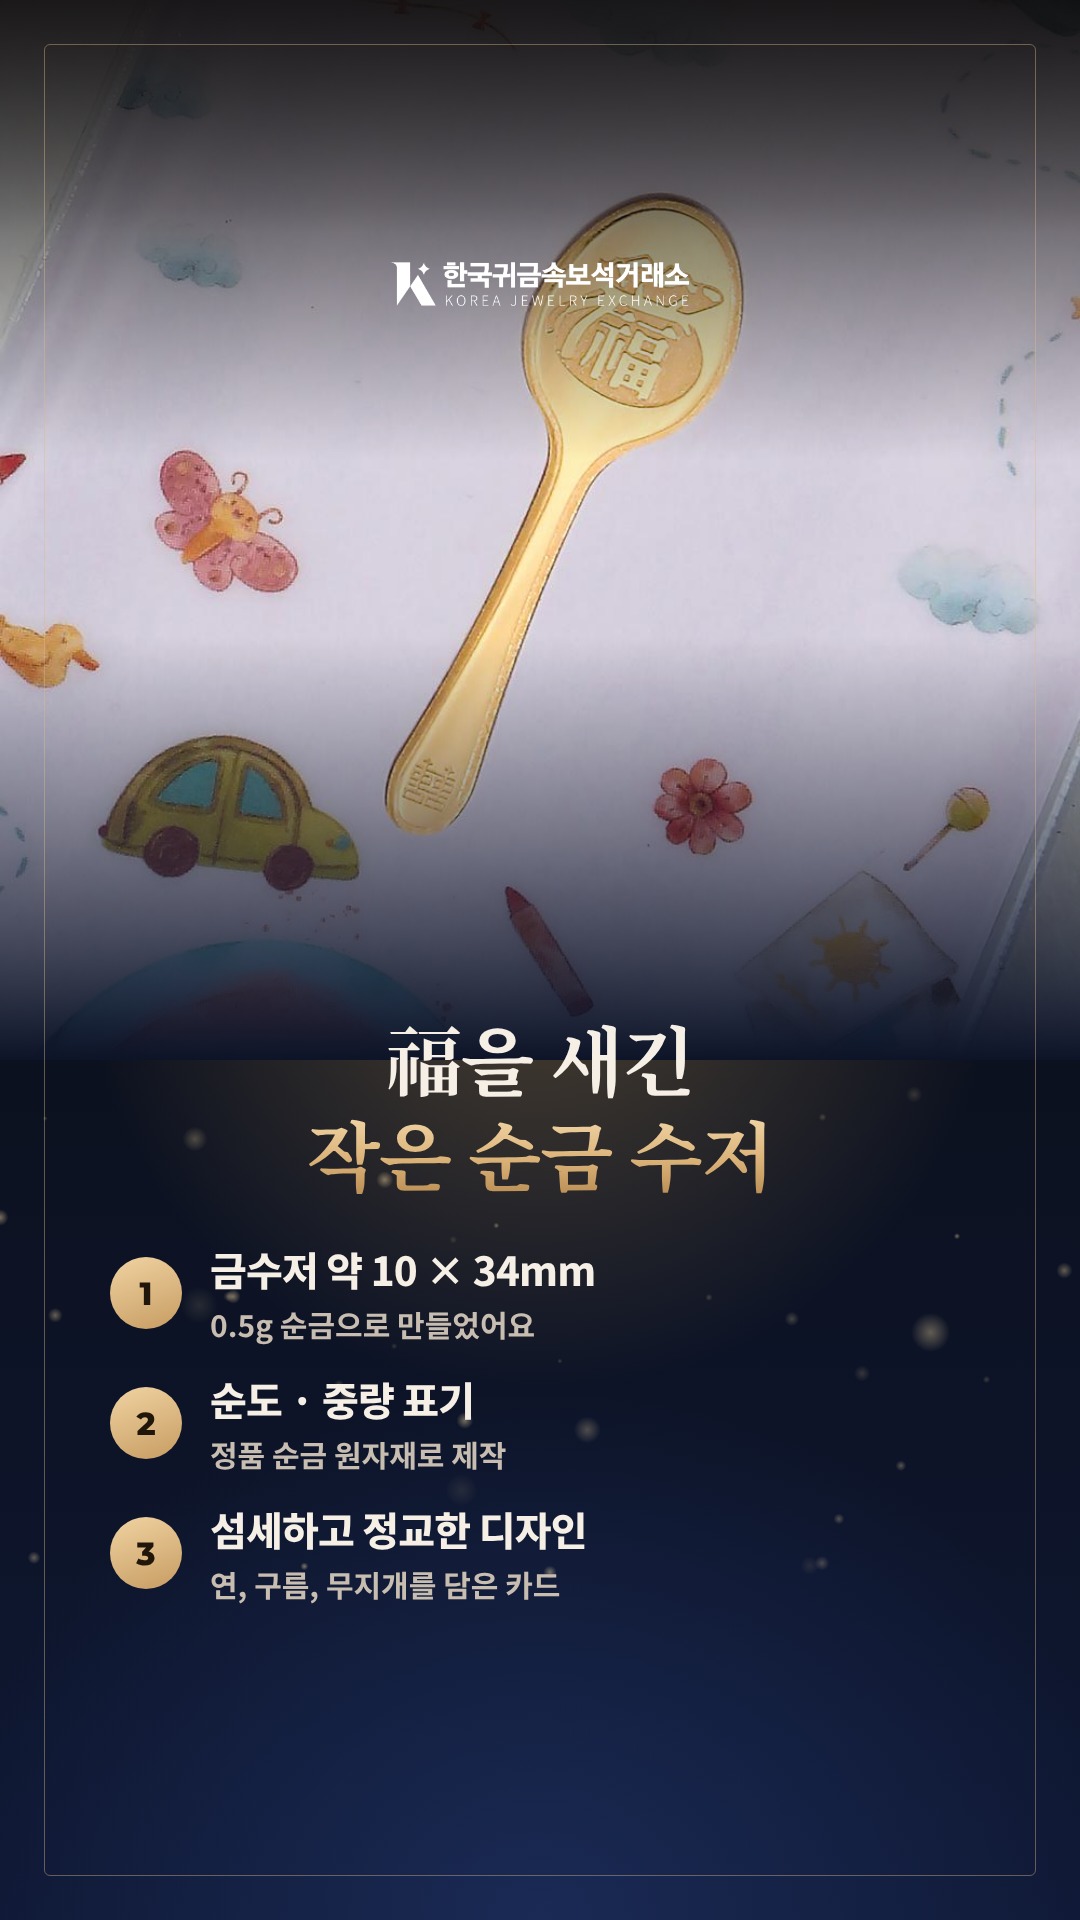 한국귀금속보석거래소
KOREA JEWELRY EXCHANGE
福
囍
福을 새긴
작은 순금 수저
1
금수저 약 10 × 34mm
0.5g 순금으로 만들었어요
2
순도 · 중량 표기
정품 순금 원자재로 제작
3
섬세하고 정교한 디자인
연, 구름, 무지개를 담은 카드